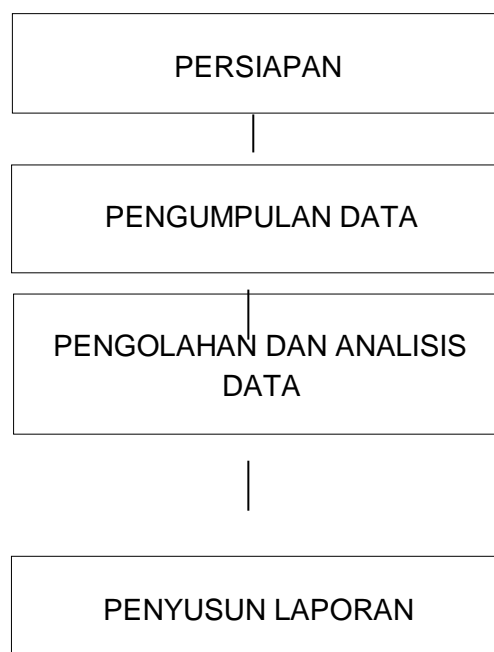 PERSIAPAN
PENGUMPULAN DATA
PENGOLAHAN DAN ANALISIS
DATA
PENYUSUN LAPORAN